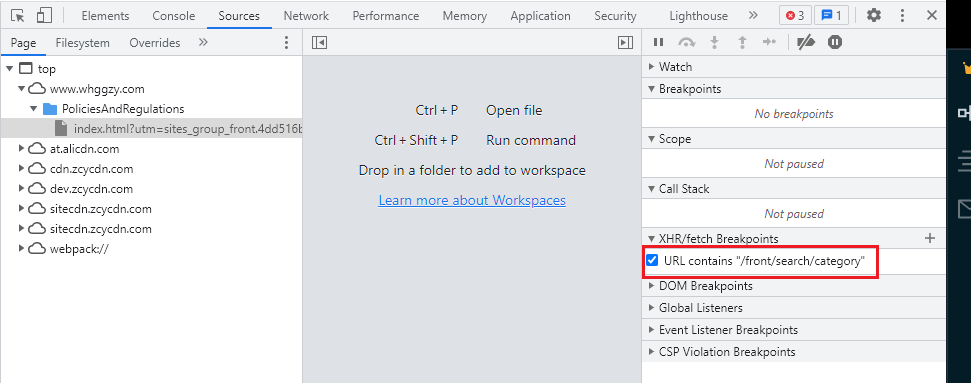 Elements Console Sources Network Performance Memory Application Security Lighthouse » 3 1
Page Filesystem Overrides »
top
www.whggzy.com
PoliciesAndRegulations
index.html?utm=sites_group_front.4dd516b
at.alicdn.com
cdn.zcycdn.com
dev.zcycdn.com
sitecdn.zcycdn.com
sitecdn.zcycdn.com
webpack://
Ctrl + P Open file
Ctrl + Shift + P Run command
Drop in a folder to add to workspace
Learn more about Workspaces
Watch
Breakpoints
No breakpoints
Scope
Not paused
Call Stack
Not paused
XHR/fetch Breakpoints
URL contains "/front/search/category"
DOM Breakpoints
Global Listeners
Event Listener Breakpoints
CSP Violation Breakpoints